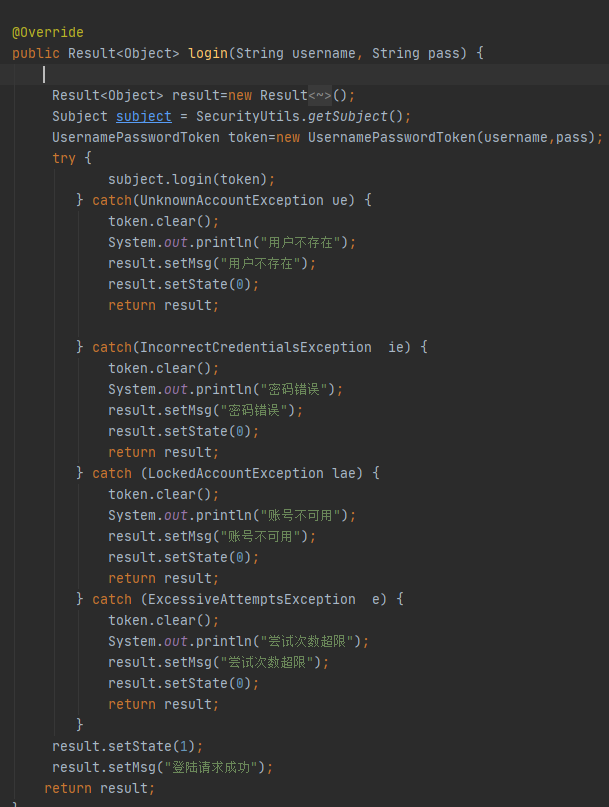 @Override
public Result<Object> login(String username, String pass) {
Result<Object> result=new Result<~>();
Subject subject = SecurityUtils.getSubject();
UsernamePasswordToken token=new UsernamePasswordToken(username,pass);
try {
subject.login(token);
} catch(UnknownAccountException ue) {
token.clear();
System.out.println("用户不存在");
result.setMsg("用户不存在");
result.setState(0);
return result;
} catch(IncorrectCredentialsException  ie) {
token.clear();
System.out.println("密码错误");
result.setMsg("密码错误");
result.setState(0);
return result;
} catch (LockedAccountException lae) {
token.clear();
System.out.println("账号不可用");
result.setMsg("账号不可用");
result.setState(0);
return result;
} catch (ExcessiveAttemptsException  e) {
token.clear();
System.out.println("尝试次数超限");
result.setMsg("尝试次数超限");
result.setState(0);
return result;
}
result.setState(1);
result.setMsg("登陆请求成功");
return result;
}